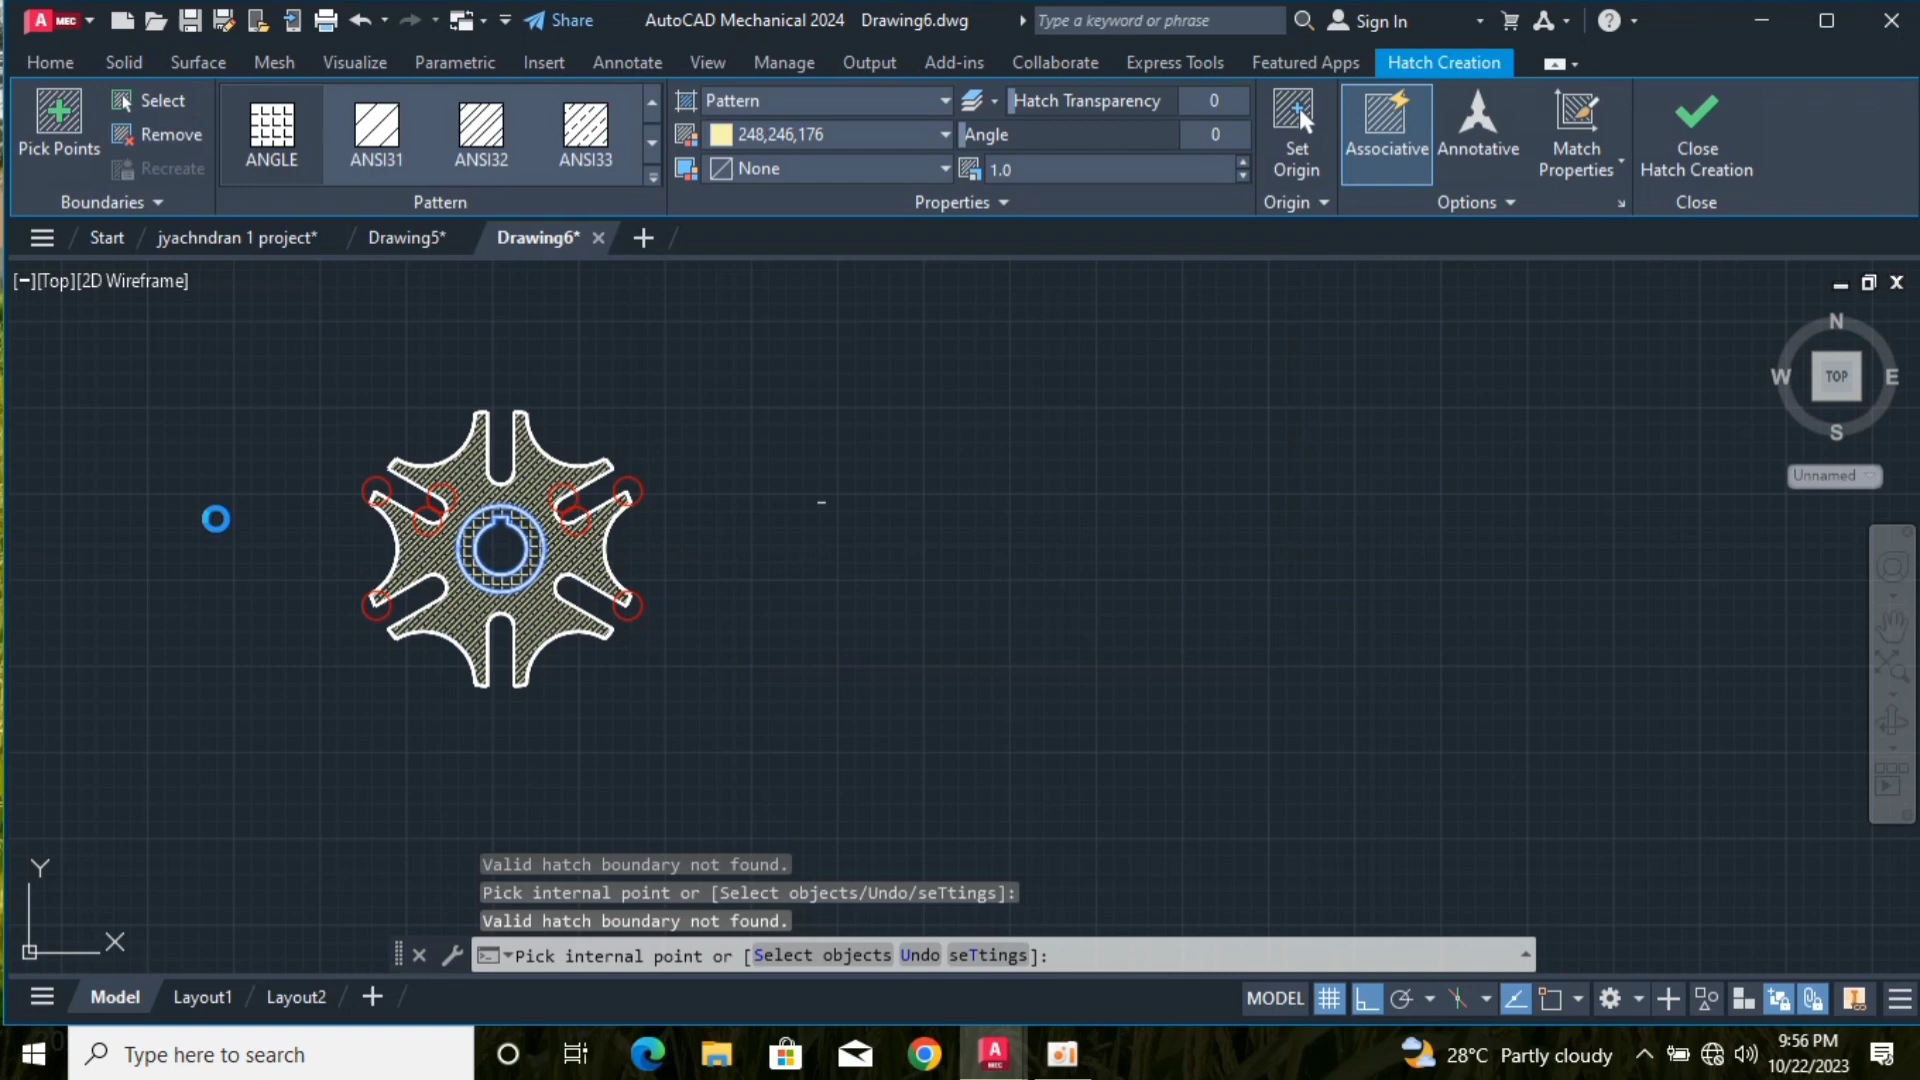 A MEC Share AutoCAD Mechanical 2024 Drawing6.dwg Type a keyword or phrase Sign In ?
Home Solid Surface Mesh Visualize Parametric Insert Annotate View Manage Output Add-ins Collaborate Express Tools Featured Apps Hatch Creation
Pick Points
Select
Remove
Recreate
Boundaries
ANGLE ANSI31 ANSI32 ANSI33
Pattern
Pattern
248,246,176
None
Hatch Transparency 0
Angle 0
1.0
Properties
Set
Origin
Origin
Associative Annotative Match
Properties
Options
Close
Hatch Creation
Close
Start jyachndran 1 project* Drawing5* Drawing6*
[−][Top][2D Wireframe]
N
W TOP E
S
Unnamed
Valid hatch boundary not found.
Pick internal point or [Select objects/Undo/seTtings]:
Valid hatch boundary not found.
Pick internal point or [Select objects Undo seTtings]:
Y
X
Model Layout1 Layout2 MODEL
Type here to search A MEC 28°C Partly cloudy 9:56 PM
10/22/2023